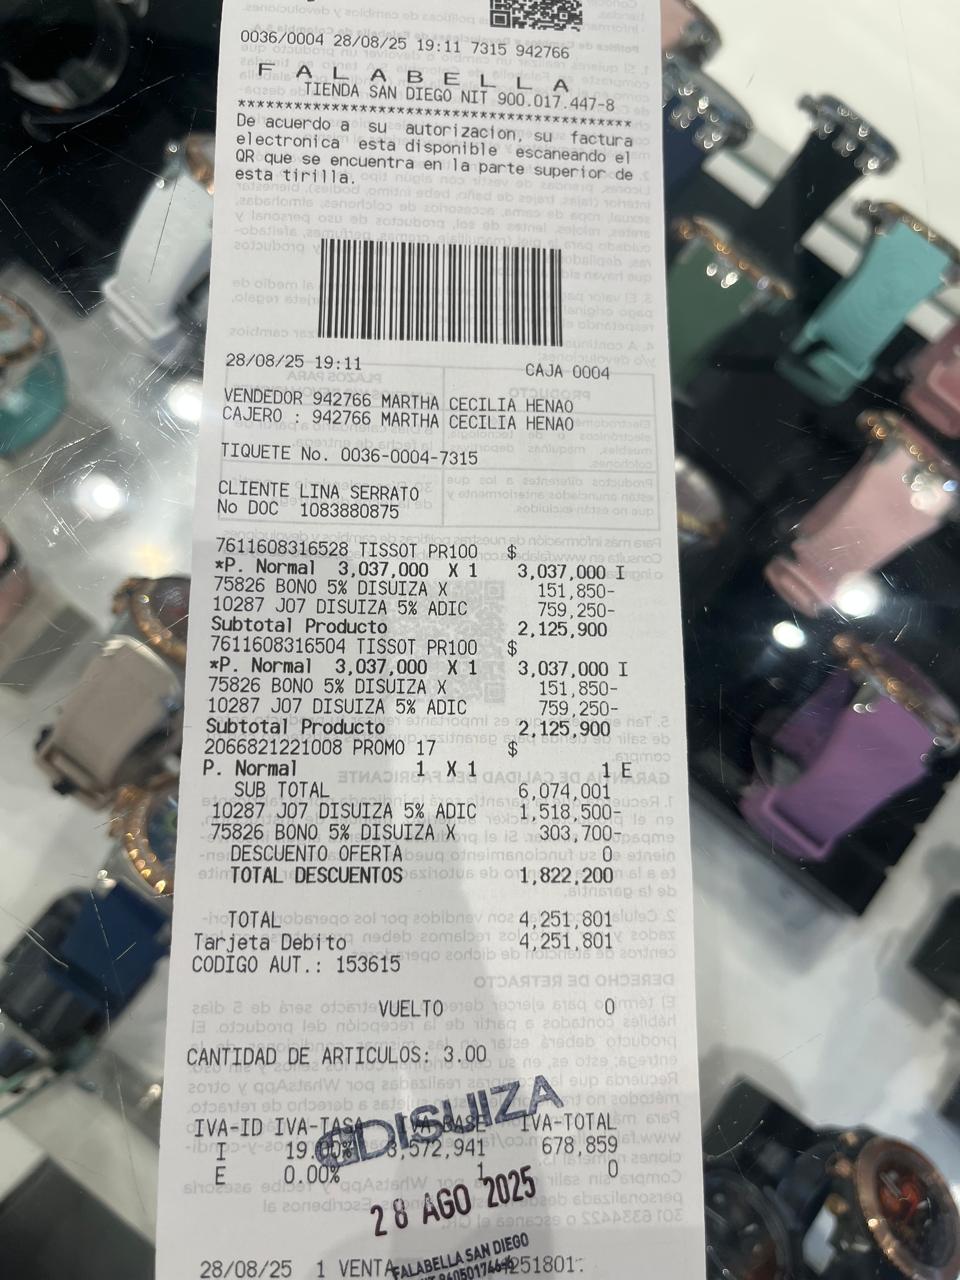 0036/0004 28/08/25 19:11 7315 942766
FALABELLA
TIENDA SAN DIEGO NIT 900.017.447-8
******************************************
De acuerdo a su autorizacion, su factura
electronica esta disponible escaneando el
QR que se encuentra en la parte superior de
esta tirilla.
28/08/25 19:11 CAJA 0004
VENDEDOR 942766 MARTHA CECILIA HENAO
CAJERO : 942766 MARTHA CECILIA HENAO
TIQUETE No. 0036-0004-7315
CLIENTE LINA SERRATO
No DOC 1083880875
7611608316528 TISSOT PR100 $
*P. Normal 3,037,000 X 1 3,037,000 I
75826 BONO 5% DISUIZA X 151,850-
10287 J07 DISUIZA 5% ADIC 759,250-
Subtotal Producto 2,125,900
7611608316504 TISSOT PR100 $
*P. Normal 3,037,000 X 1 3,037,000 I
75826 BONO 5% DISUIZA X 151,850-
10287 J07 DISUIZA 5% ADIC 759,250-
Subtotal Producto 2,125,900
2066821221008 PROMO 17 $
P. Normal 1 X 1 1 E
SUB TOTAL 6,074,001
10287 J07 DISUIZA 5% ADIC 1,518,500-
75826 BONO 5% DISUIZA X 303,700-
DESCUENTO OFERTA 0
TOTAL DESCUENTOS 1,822,200
TOTAL 4,251,801
Tarjeta Debito 4,251,801
CODIGO AUT.: 153615
VUELTO 0
CANTIDAD DE ARTICULOS: 3.00
DISUIZA
IVA-ID IVA-TASA IVA-BASE IVA-TOTAL
I 19.00% 3,572,941 678,859
E 0.00% 1 0
28 AGO 2025
FALABELLA SAN DIEGO
28/08/25 1 VENTA